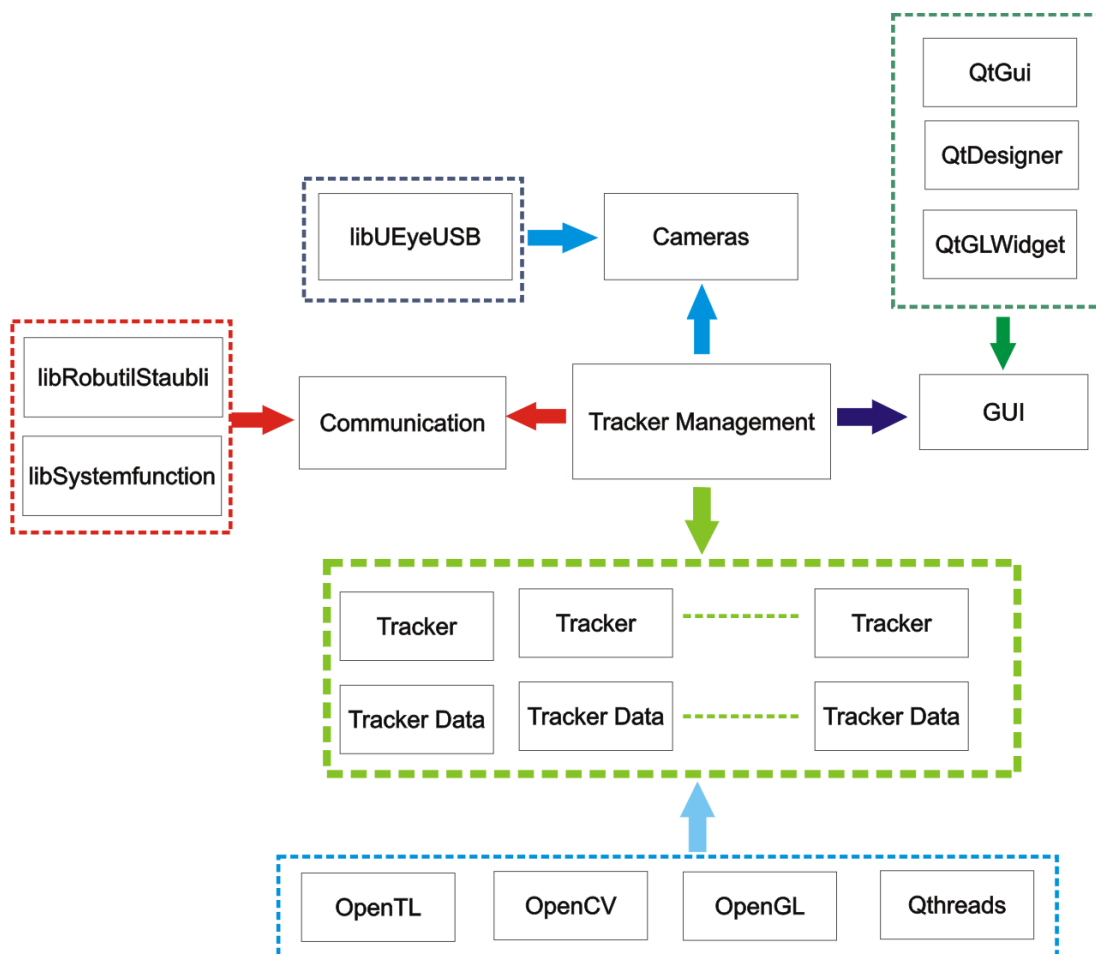 QtGui
QtDesigner
libUEyeUSB
Cameras
QtGLWidget
libRobutilStaubli
Communication
Tracker Management
GUI
libSystemfunction
Tracker
Tracker
Tracker
Tracker Data
Tracker Data
Tracker Data
OpenTL
OpenCV
OpenGL
Qthreads